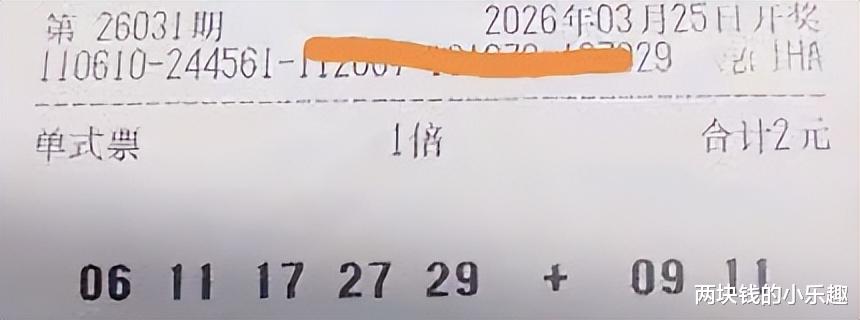 第 26031期 2026年03月25日开奖
110610-244561- 29 1HA
单式票 1倍 合计2元
06 11 17 27 29 + 09 11
两块钱的小乐趣